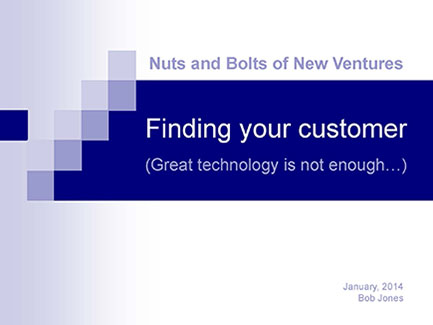 Nuts and Bolts of New Ventures
Finding your customer
(Great technology is not enough…)
January, 2014
Bob Jones